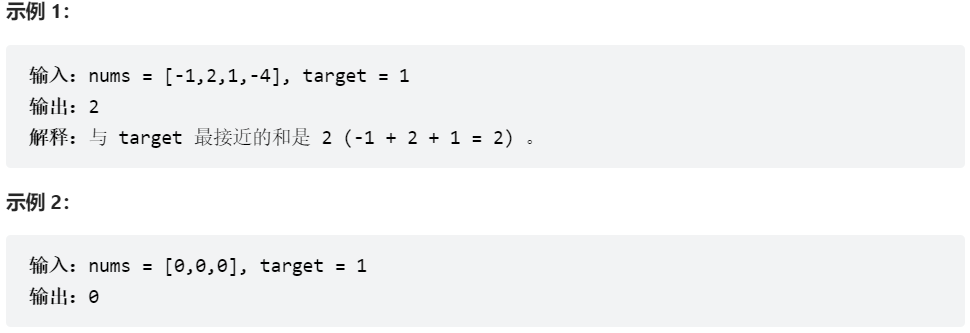 示例 1：
输入：nums = [-1,2,1,-4], target = 1
输出：2
解释：与 target 最接近的和是 2 (-1 + 2 + 1 = 2) 。
示例 2：
输入：nums = [0,0,0], target = 1
输出：0